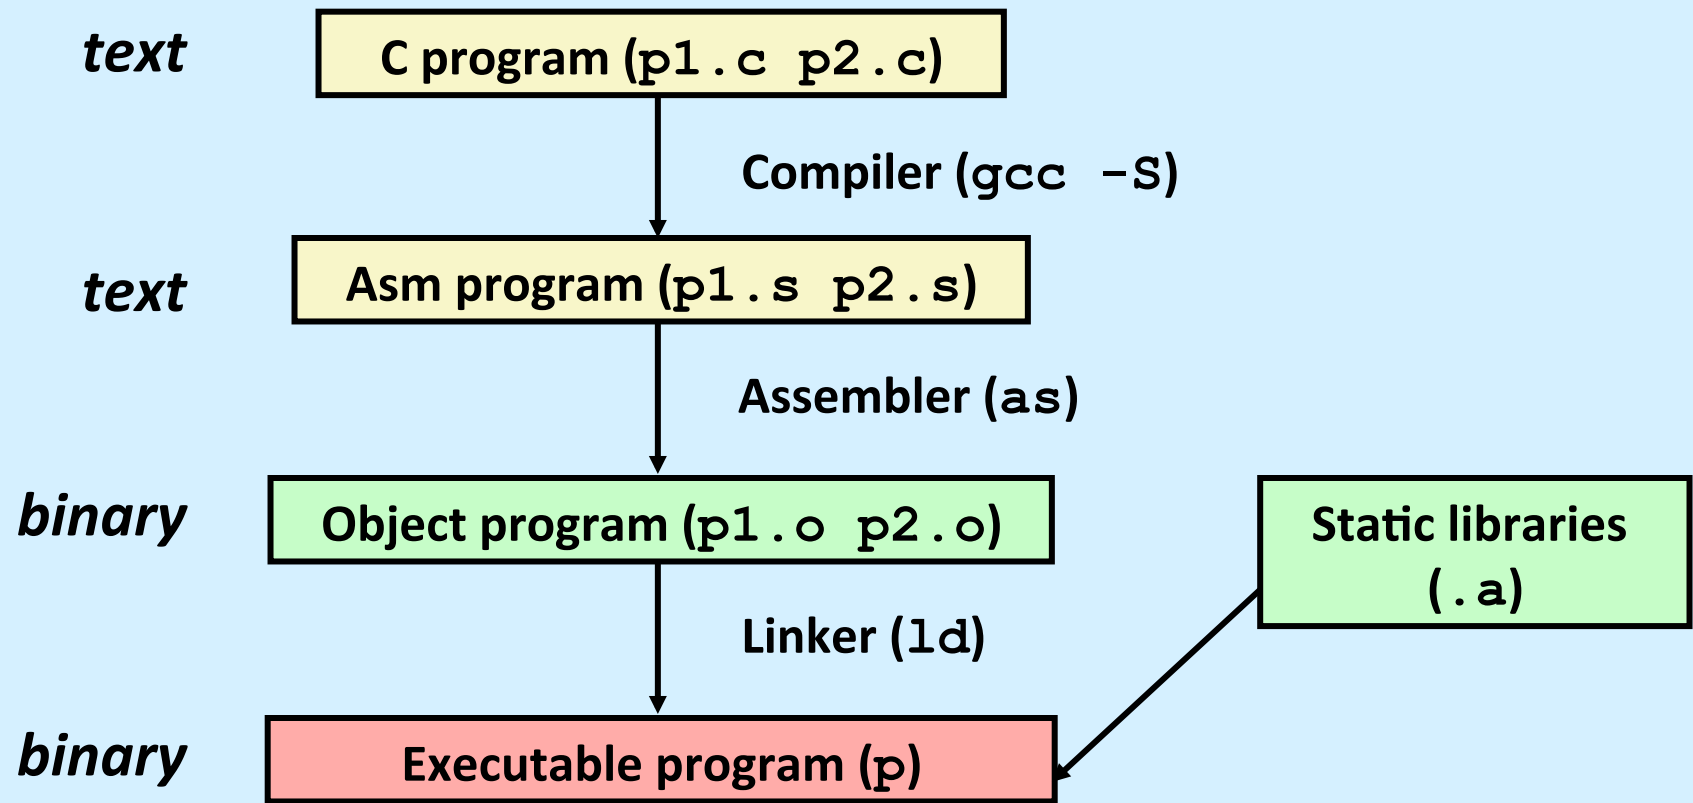 text
C program (p1.c p2.c)
Compiler (gcc -S)
text
Asm program (p1.s p2.s)
Assembler (as)
binary
Object program (p1.o p2.o)
Static libraries
(.a)
Linker (ld)
binary
Executable program (p)